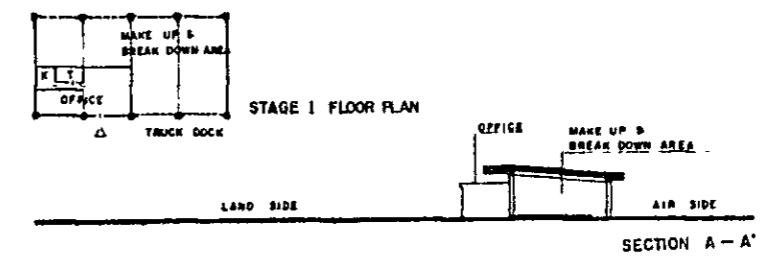 MAKE UP &
BREAK DOWN AREA
K T
OFFICE
TRUCK DOCK
STAGE 1 FLOOR PLAN
OFFICE
MAKE UP &
BREAK DOWN AREA
LAND SIDE
AIR SIDE
SECTION A - A'